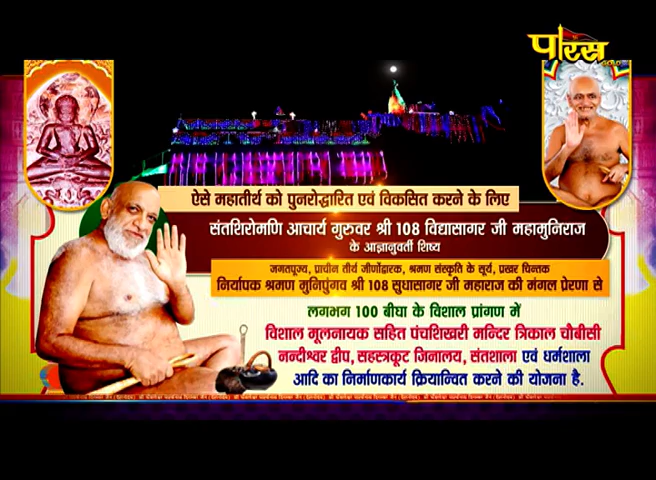 पारस
GOLD
ऐसे महातीर्थ को पुनरोद्धारित एवं विकसित करने के लिए
संतशिरोमणि आचार्य गुरुवर श्री 108 विद्यासागर जी महामुनिराज
के आज्ञानुवर्ती शिष्य
जगतपूज्य, प्राचीन तीर्थ जीर्णोद्धारक, श्रमण संस्कृति के सूर्य, प्रखर चिन्तक
निर्यापक श्रमण मुनिपुंगव श्री 108 सुधासागर जी महाराज की मंगल प्रेरणा से
लगभग 100 बीघा के विशाल प्रांगण में
विशाल मूलनायक सहित पंचशिखरी मन्दिर त्रिकाल चौबीसी
नन्दीश्वर द्वीप, सहस्त्रकूट जिनालय, संतशाला एवं धर्मशाला
आदि का निर्माणकार्य क्रियान्वित करने की योजना है.